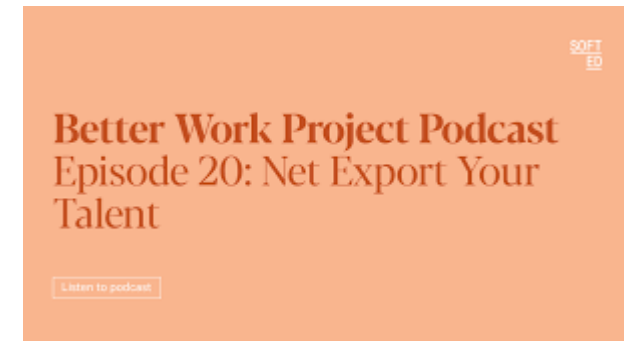 SOFT
ED
Better Work Project Podcast
Episode 20: Net Export Your
Talent
Listen to podcast